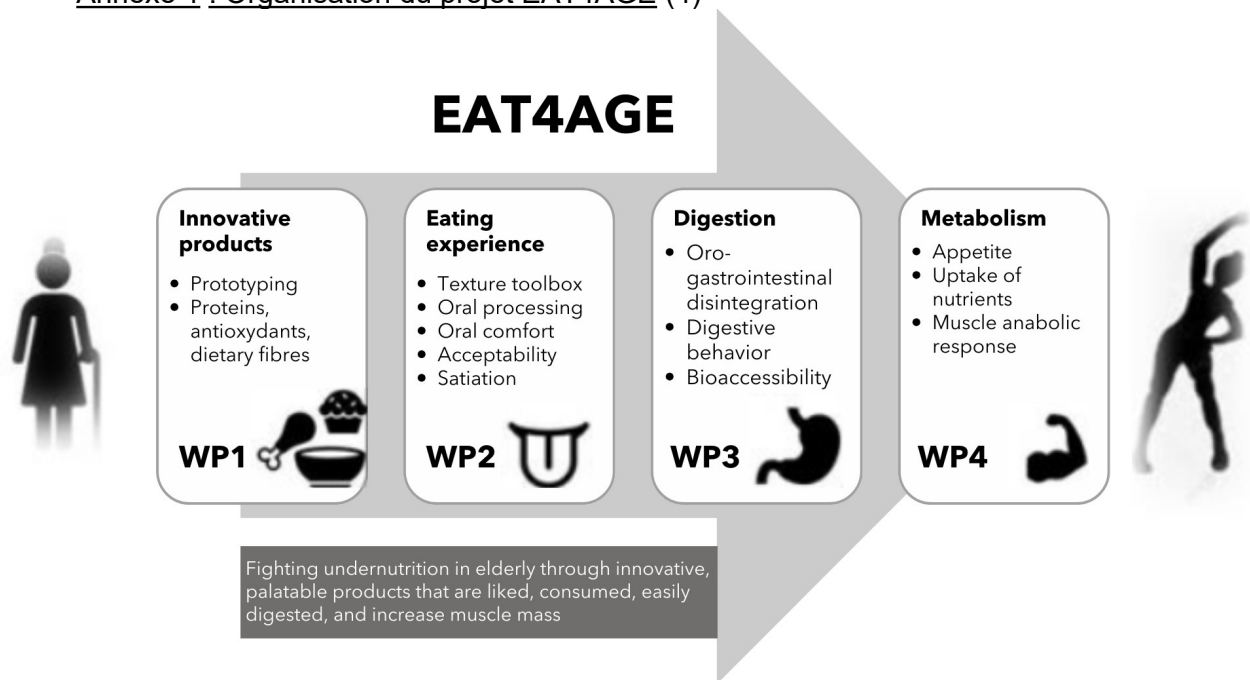 Annexe 1 : Organisation du projet EAT4AGE (4)
EAT4AGE
Innovative
products
• Prototyping
• Proteins,
antioxydants,
dietary fibres
WP1
Eating
experience
• Texture toolbox
• Oral processing
• Oral comfort
• Acceptability
• Satiation
WP2
Digestion
• Oro-
gastrointestinal
disintegration
• Digestive
behavior
• Bioaccessibility
WP3
Metabolism
• Appetite
• Uptake of
nutrients
• Muscle anabolic
response
WP4
Fighting undernutrition in elderly through innovative,
palatable products that are liked, consumed, easily
digested, and increase muscle mass